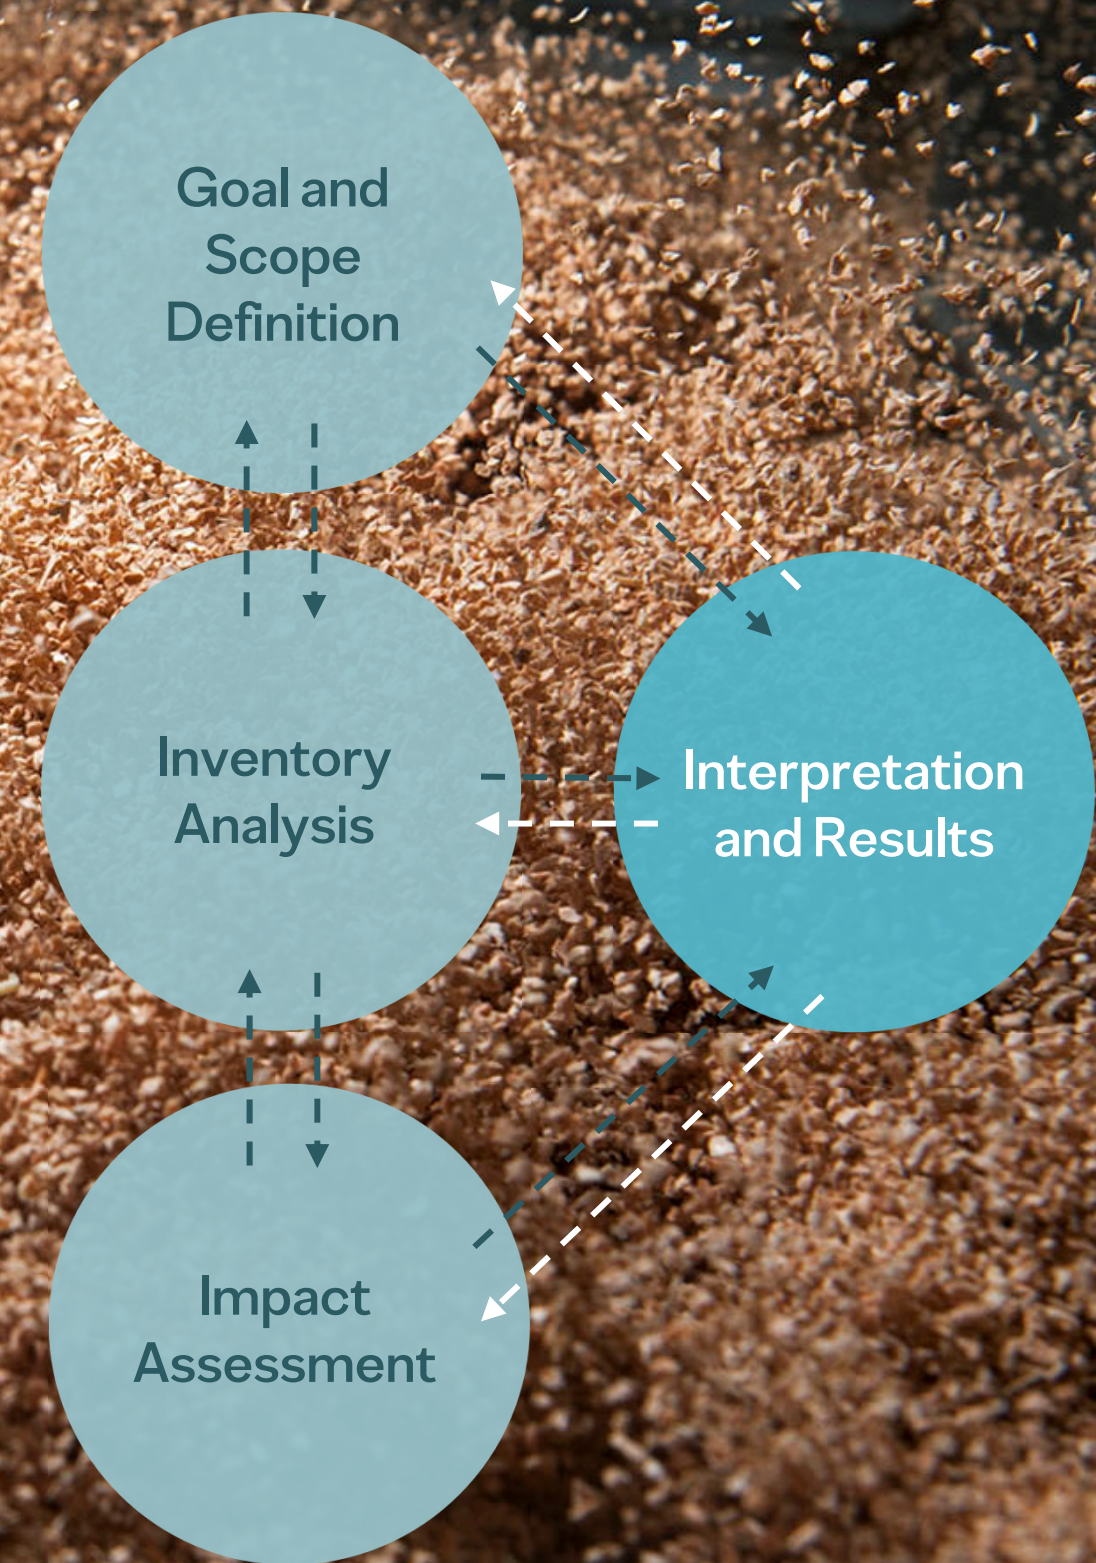 Goal and
Scope
Definition
Inventory
Analysis
Interpretation
and Results
Impact
Assessment